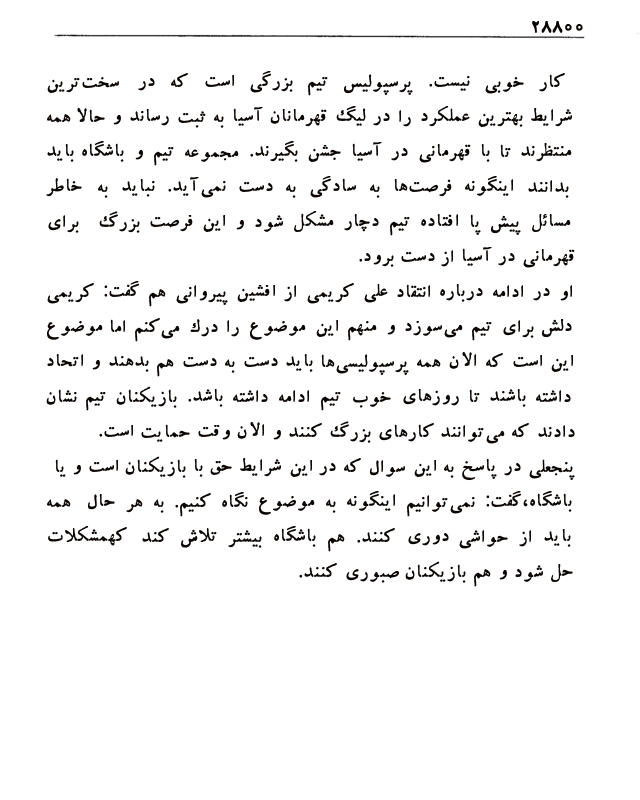 ۲۸۸۰۰
کار خوبی نیست. پرسپولیس تیم بزرگی است که در سخت‌ترین
شرایط بهترین عملکرد را در لیگ قهرمانان آسیا به ثبت رساند و حالا همه
منتظرند تا با قهرمانی در آسیا جشن بگیرند. مجموعه تیم و باشگاه باید
بدانند اینگونه فرصت‌ها به سادگی به دست نمی‌آید. نباید به خاطر
مسائل پیش پا افتاده تیم دچار مشکل شود و این فرصت بزرگ برای
قهرمانی در آسیا از دست برود.
او در ادامه درباره انتقاد علی کریمی از افشین پیروانی هم گفت: کریمی
دلش برای تیم می‌سوزد و منهم این موضوع را درك می‌کنم اما موضوع
این است که الان همه پرسپولیسی‌ها باید دست به دست هم بدهند و اتحاد
داشته باشند تا روزهای خوب تیم ادامه داشته باشد. بازیکنان تیم نشان
دادند که می‌توانند کارهای بزرگ کنند و الان وقت حمایت است.
پنجعلی در پاسخ به این سوال که در این شرایط حق با بازیکنان است و یا
باشگاه،گفت: نمی‌توانیم اینگونه به موضوع نگاه کنیم. به هر حال همه
باید از حواشی دوری کنند. هم باشگاه بیشتر تلاش کند کهمشکلات
حل شود و هم بازیکنان صبوری کنند.